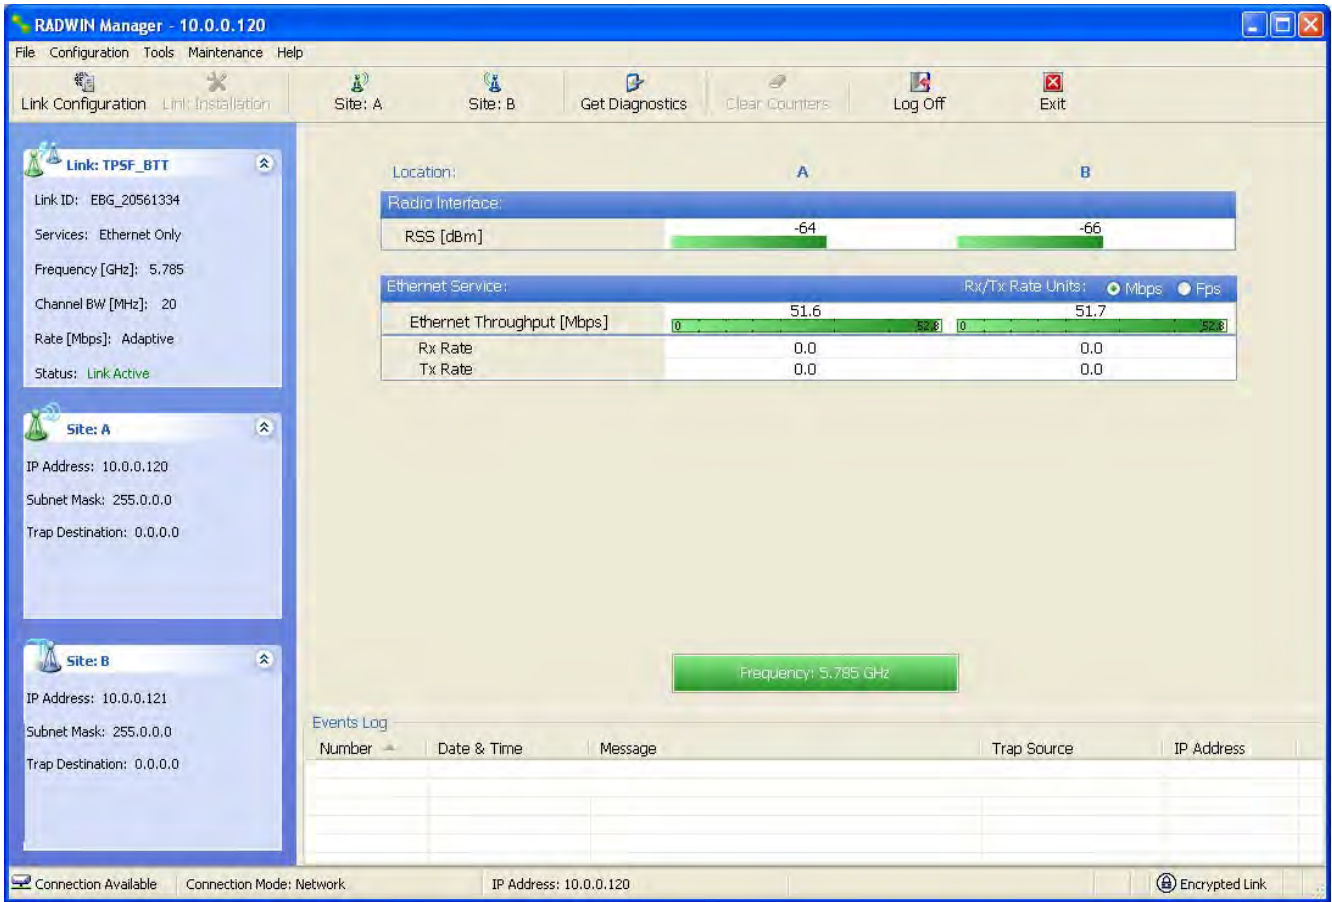 RADWIN Manager - 10.0.0.120
File Configuration Tools Maintenance Help
Link Configuration Link Installation Site: A Site: B Get Diagnostics Clear Counters Log Off Exit
Link: TPSF_BTT
Link ID: EBG_20561334
Services: Ethernet Only
Frequency [GHz]: 5.785
Channel BW [MHz]: 20
Rate [Mbps]: Adaptive
Status: Link Active
Site: A
IP Address: 10.0.0.120
Subnet Mask: 255.0.0.0
Trap Destination: 0.0.0.0
Site: B
IP Address: 10.0.0.121
Subnet Mask: 255.0.0.0
Trap Destination: 0.0.0.0
Location: A B
Radio Interface:
RSS [dBm] -64 -66
Ethernet Service: Rx/Tx Rate Units: Mbps Fps
Ethernet Throughput [Mbps] 51.6 51.7
0 52.8 0 52.8
Rx Rate 0.0 0.0
Tx Rate 0.0 0.0
Frequency: 5.785 GHz
Events Log
Number Date & Time Message Trap Source IP Address
Connection Available Connection Mode: Network IP Address: 10.0.0.120 Encrypted Link